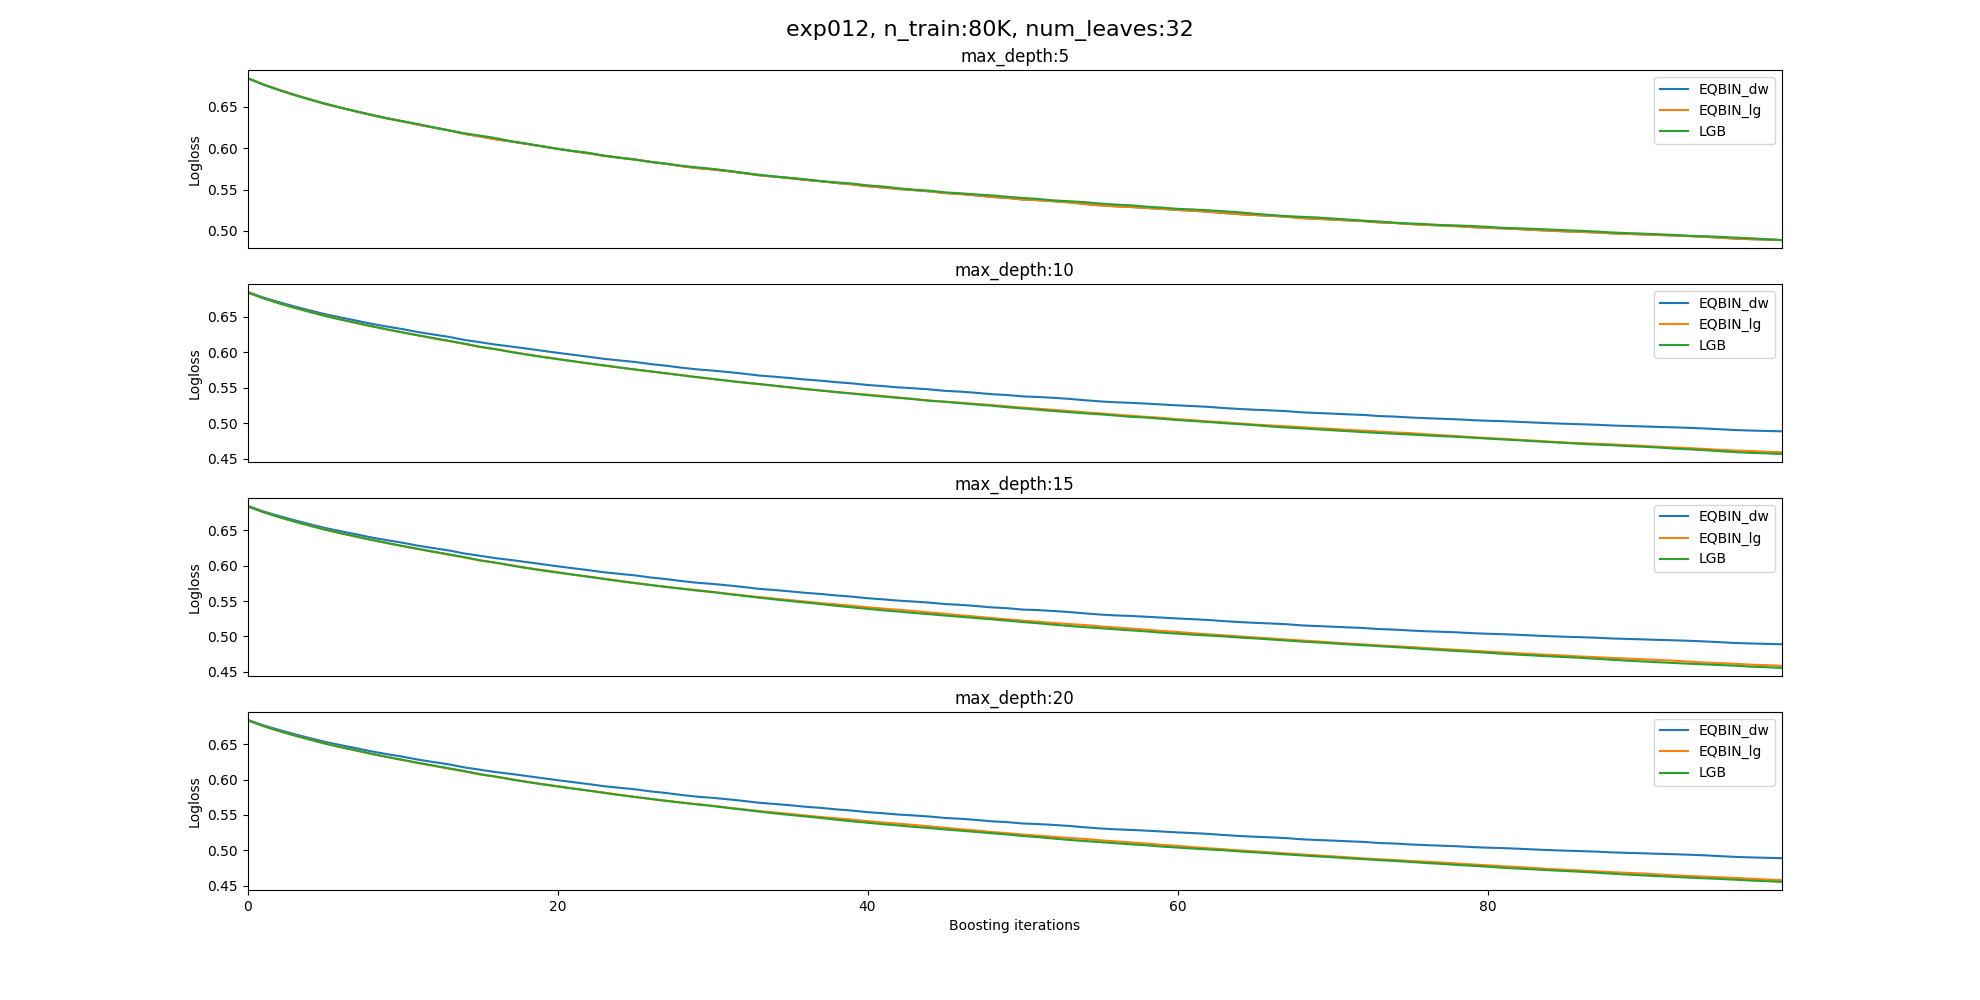 exp012, n_train:80K, num_leaves:32
max_depth:5
0.65
0.60
0.55
0.50
Logloss
EQBIN_dw
EQBIN_lg
LGB
max_depth:10
0.65
0.60
0.55
0.50
0.45
Logloss
EQBIN_dw
EQBIN_lg
LGB
max_depth:15
0.65
0.60
0.55
0.50
0.45
Logloss
EQBIN_dw
EQBIN_lg
LGB
max_depth:20
0.65
0.60
0.55
0.50
0.45
Logloss
EQBIN_dw
EQBIN_lg
LGB
0 20 40 60 80
Boosting iterations